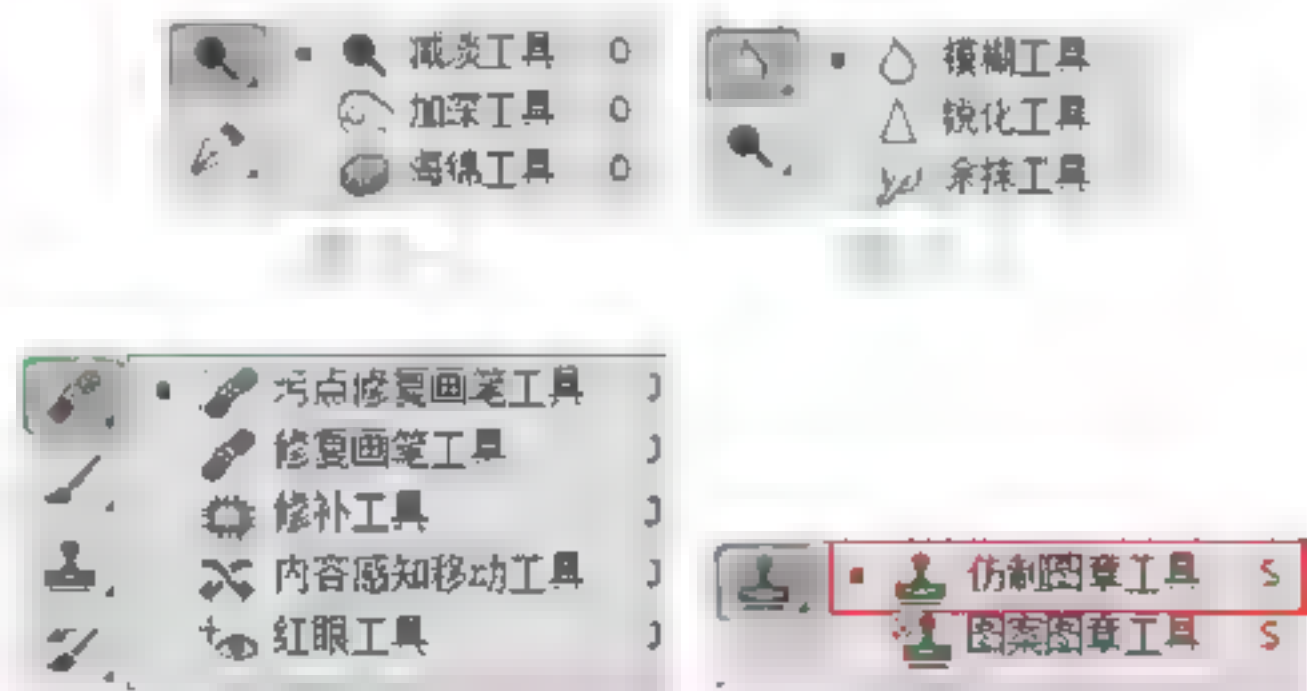 减淡工具 O
加深工具 O
海绵工具 O
模糊工具
锐化工具
涂抹工具
污点修复画笔工具 J
修复画笔工具 J
修补工具 J
内容感知移动工具 J
红眼工具 J
仿制图章工具 S
图案图章工具 S